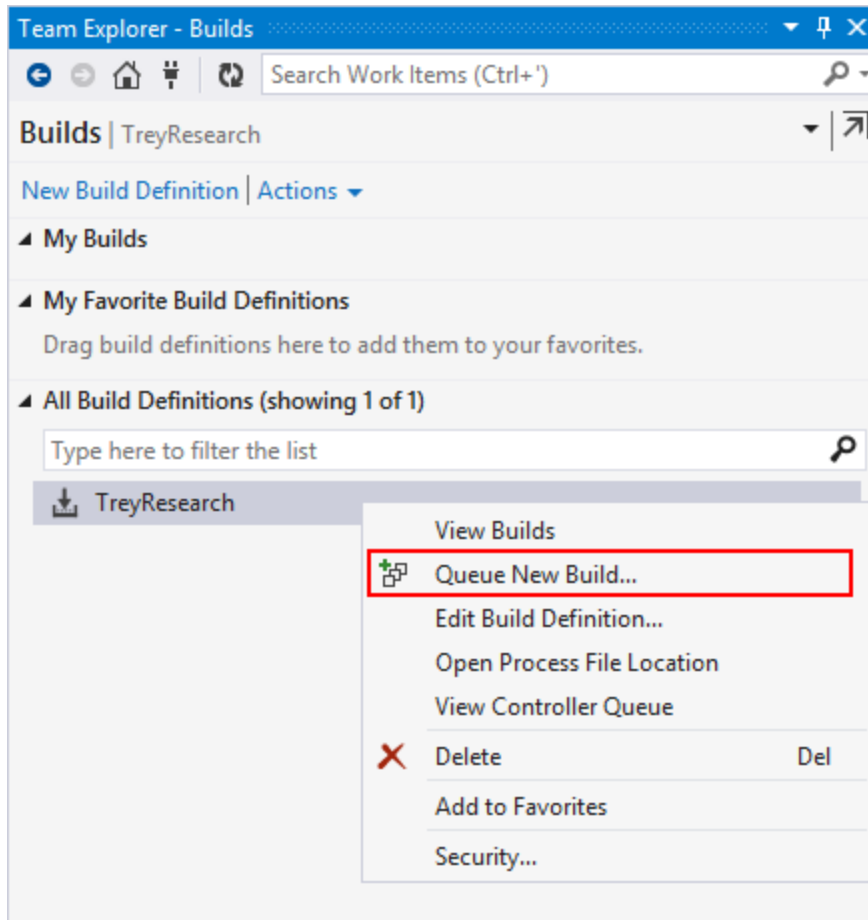 Team Explorer - Builds
Search Work Items (Ctrl+')
Builds | TreyResearch
New Build Definition | Actions
My Builds
My Favorite Build Definitions
Drag build definitions here to add them to your favorites.
All Build Definitions (showing 1 of 1)
Type here to filter the list
TreyResearch
View Builds
Queue New Build...
Edit Build Definition...
Open Process File Location
View Controller Queue
Delete Del
Add to Favorites
Security...